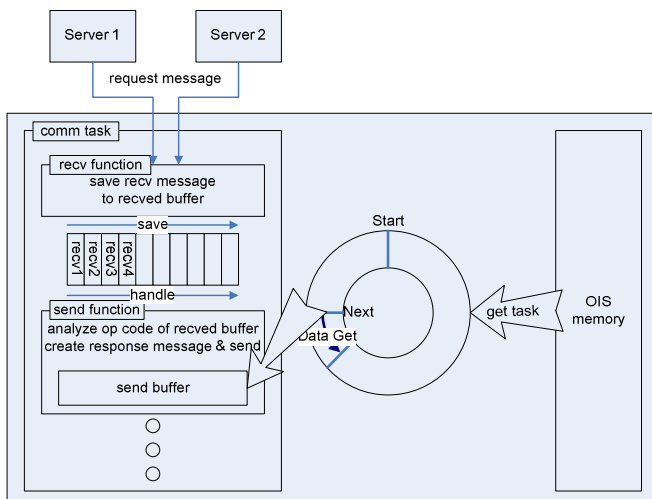 Server 1
Server 2
request message
comm task
recv function
save recv message
to recved buffer
save
recv1
recv2
recv3
recv4
handle
send function
analyze op code of recved buffer
create response message & send
send buffer
Start
Next
Data Get
get task
OIS
memory